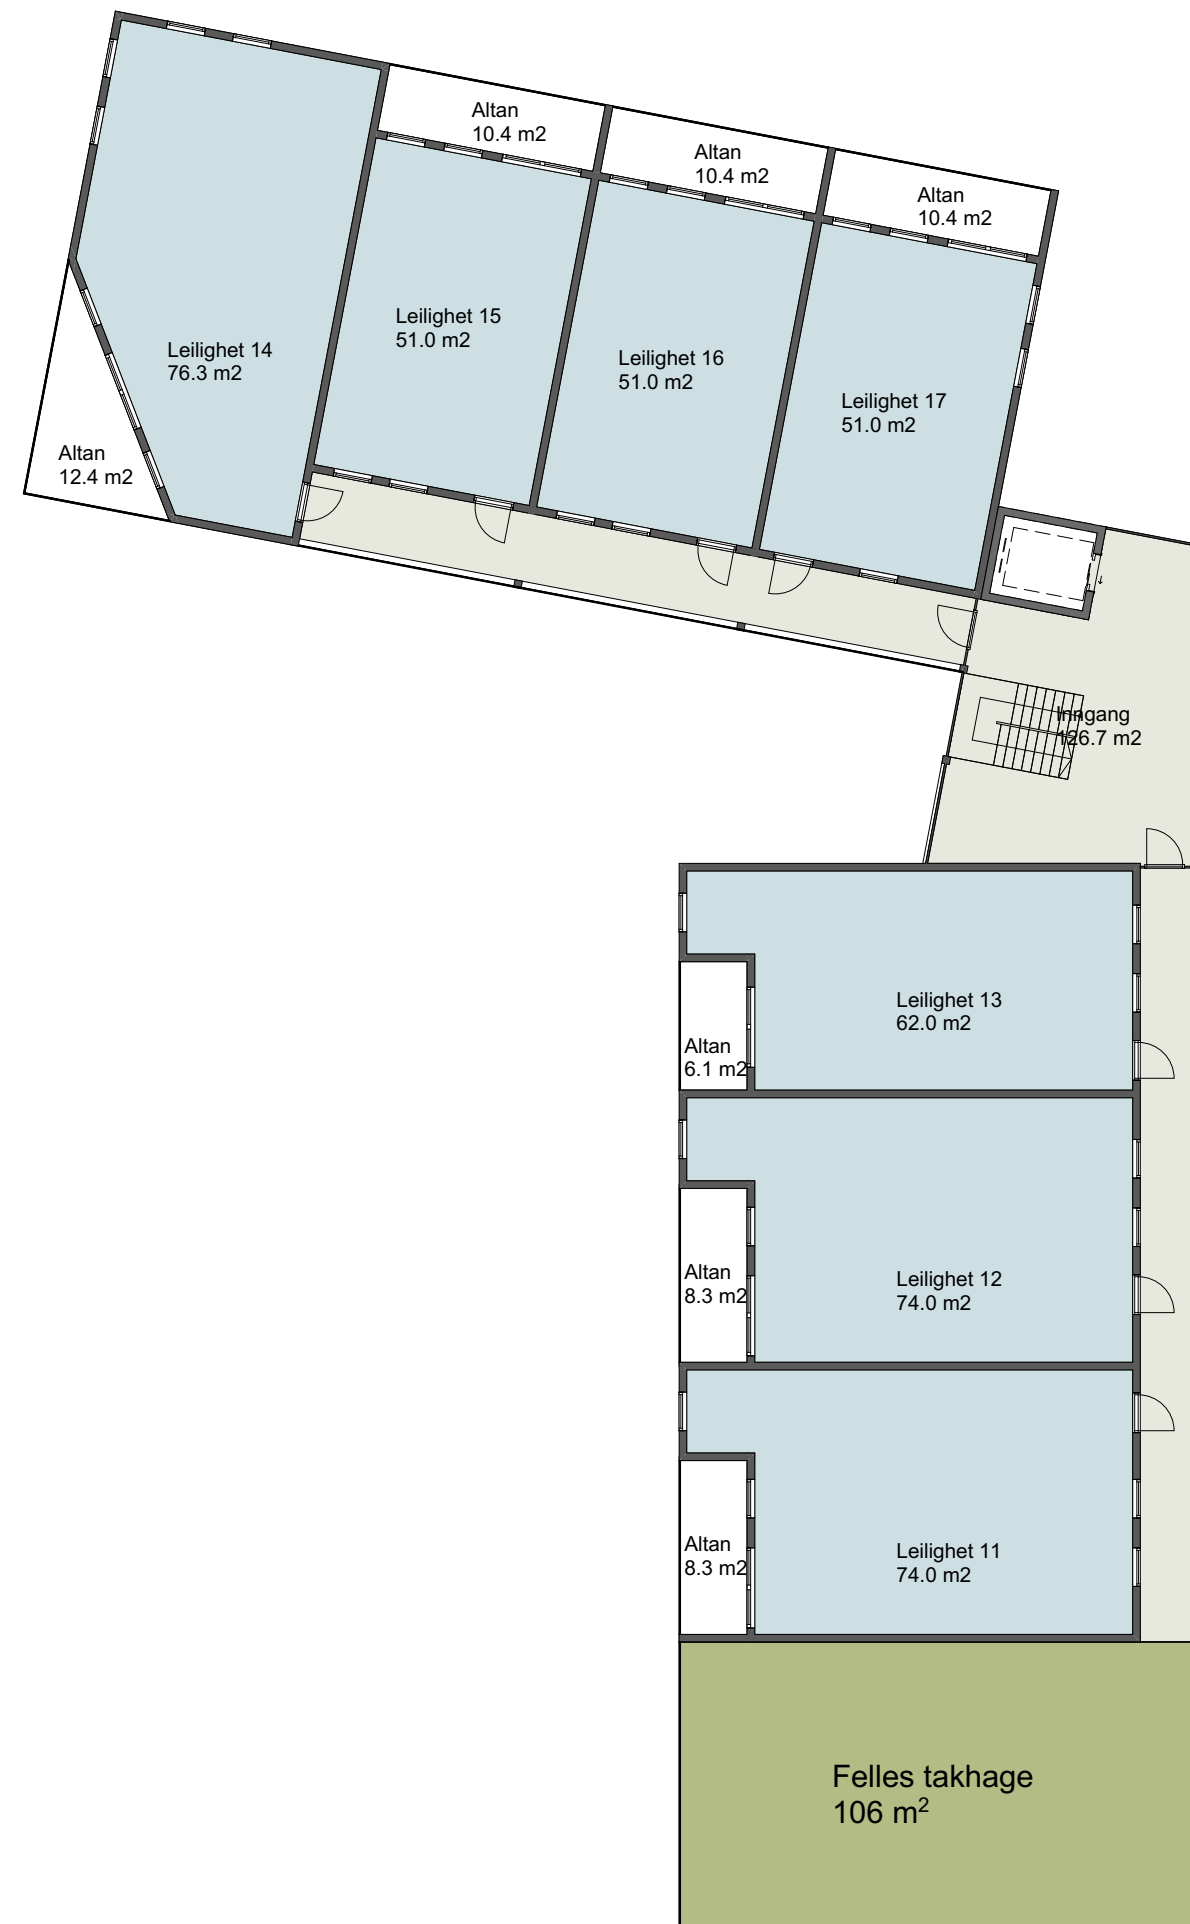 Altan
10.4 m2
Altan
10.4 m2
Altan
10.4 m2
Leilighet 15
51.0 m2
Leilighet 14
76.3 m2
Leilighet 16
51.0 m2
Leilighet 17
51.0 m2
Altan
12.4 m2
Inngang
126.7 m2
Leilighet 13
62.0 m2
Altan
6.1 m2
Altan
8.3 m2
Leilighet 12
74.0 m2
Altan
8.3 m2
Leilighet 11
74.0 m2
Felles takhage
106 m²